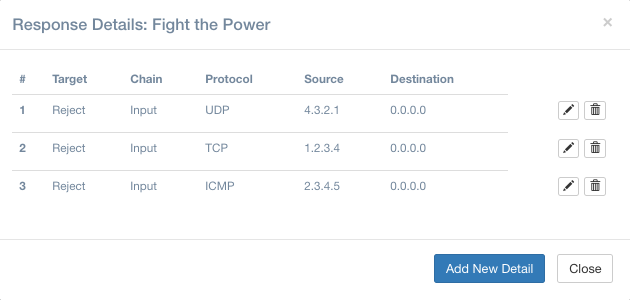 Response Details: Fight the Power ×
# Target Chain Protocol Source Destination
1 Reject Input UDP 4.3.2.1 0.0.0.0
2 Reject Input TCP 1.2.3.4 0.0.0.0
3 Reject Input ICMP 2.3.4.5 0.0.0.0
Add New Detail Close